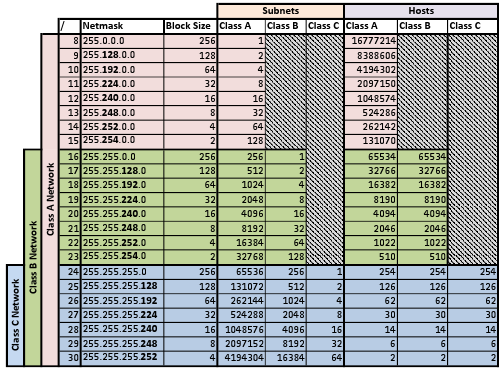 Subnets Hosts
/ Netmask Block Size Class A Class B Class C Class A Class B Class C
8 255.0.0.0 256 1 16777214
9 255.128.0.0 128 2 8388606
10 255.192.0.0 64 4 4194302
11 255.224.0.0 32 8 2097150
12 255.240.0.0 16 16 1048574
13 255.248.0.0 8 32 524286
14 255.252.0.0 4 64 262142
15 255.254.0.0 2 128 131070
16 255.255.0.0 256 256 1 65534 65534
17 255.255.128.0 128 512 2 32766 32766
18 255.255.192.0 64 1024 4 16382 16382
19 255.255.224.0 32 2048 8 8190 8190
20 255.255.240.0 16 4096 16 4094 4094
21 255.255.248.0 8 8192 32 2046 2046
22 255.255.252.0 4 16384 64 1022 1022
23 255.255.254.0 2 32768 128 510 510
24 255.255.255.0 256 65536 256 1 254 254 254
25 255.255.255.128 128 131072 512 2 126 126 126
26 255.255.255.192 64 262144 1024 4 62 62 62
27 255.255.255.224 32 524288 2048 8 30 30 30
28 255.255.255.240 16 1048576 4096 16 14 14 14
29 255.255.255.248 8 2097152 8192 32 6 6 6
30 255.255.255.252 4 4194304 16384 64 2 2 2
Class C Network
Class B Network
Class A Network